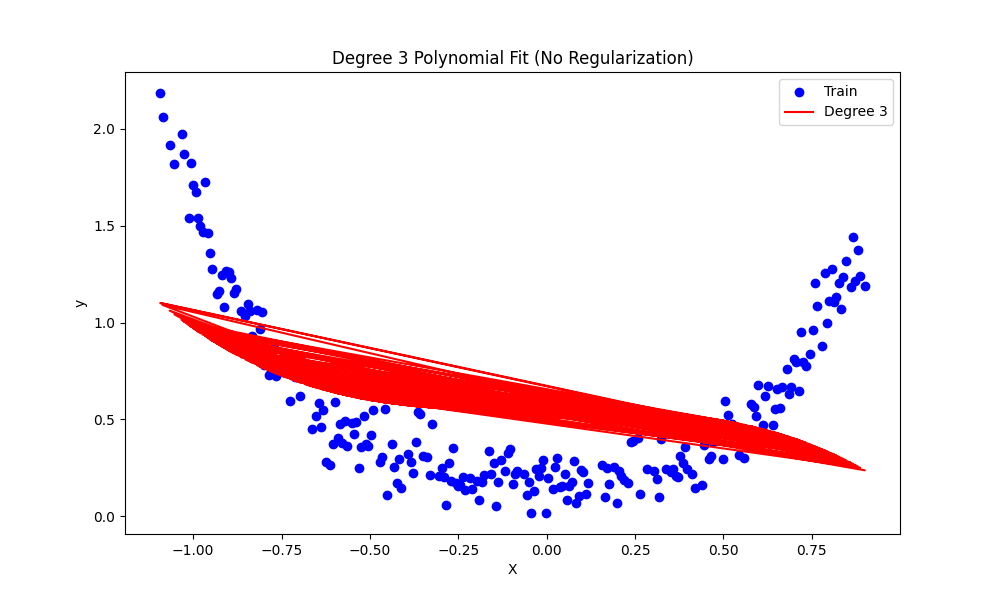 Degree 3 Polynomial Fit (No Regularization)
Train
Degree 3
2.0
1.5
1.0
0.5
0.0
y
−1.00 −0.75 −0.50 −0.25 0.00 0.25 0.50 0.75
X